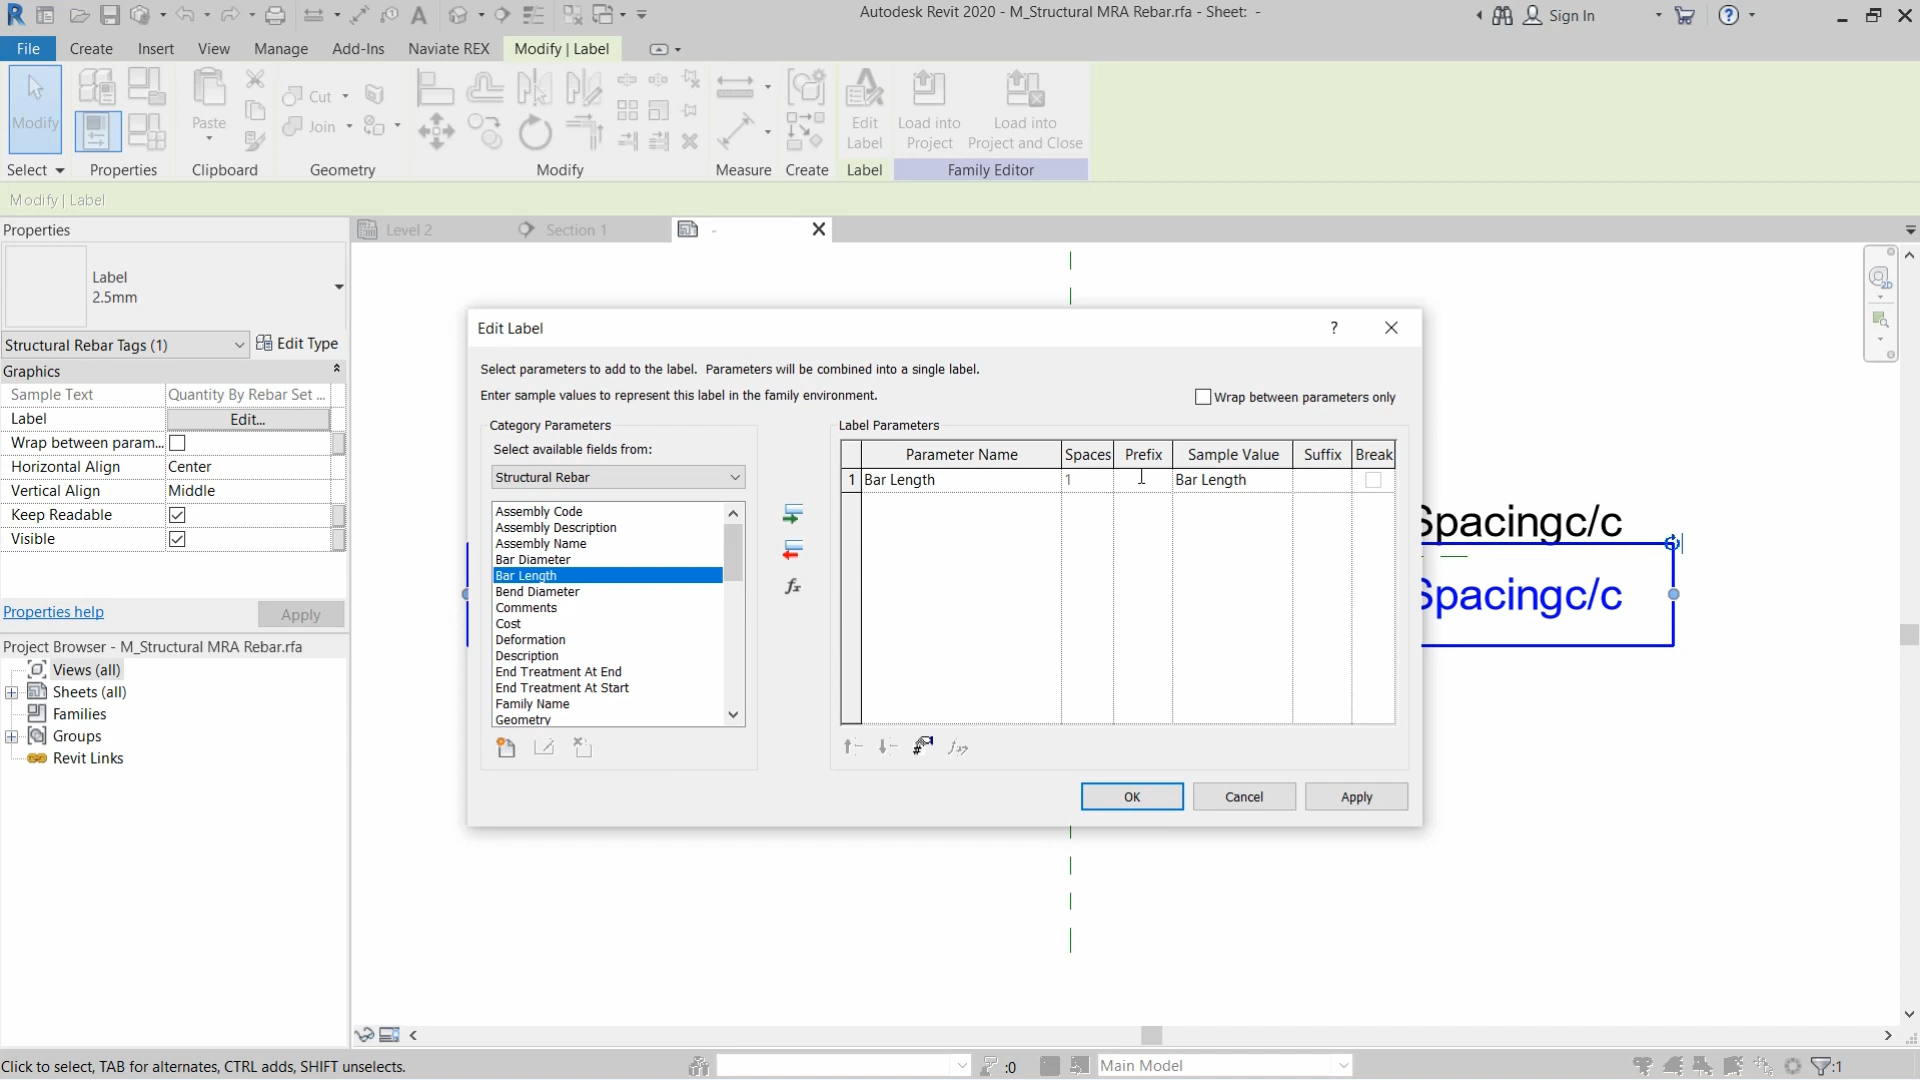 Autodesk Revit 2020 - M_Structural MRA Rebar.rfa - Sheet: -
Sign In
File
Create
Insert
View
Manage
Add-Ins
Naviate REX
Modify | Label
Modify
Paste
Cut
Join
Edit
Label
Load into
Project
Load into
Project and Close
Select
Properties
Clipboard
Geometry
Modify
Measure
Create
Label
Family Editor
Modify | Label
Properties
Level 2
Section 1
-
Label
2.5mm
Structural Rebar Tags (1)
Edit Type
Graphics
Sample Text
Quantity By Rebar Set ...
Label
Edit...
Wrap between param...
Horizontal Align
Center
Vertical Align
Middle
Keep Readable
Visible
Properties help
Apply
Project Browser - M_Structural MRA Rebar.rfa
Views (all)
Sheets (all)
Families
Groups
Revit Links
Edit Label
Select parameters to add to the label. Parameters will be combined into a single label.
Enter sample values to represent this label in the family environment.
Wrap between parameters only
Category Parameters
Select available fields from:
Structural Rebar
Assembly Code
Assembly Description
Assembly Name
Bar Diameter
Bar Length
Bend Diameter
Comments
Cost
Deformation
Description
End Treatment At End
End Treatment At Start
Family Name
Geometry
Label Parameters
Parameter Name Spaces Prefix Sample Value Suffix Break
1 Bar Length 1 Bar Length
OK
Cancel
Apply
Spacingc/c
Spacingc/c
2D
Click to select, TAB for alternates, CTRL adds, SHIFT unselects.
:0
Main Model
:1